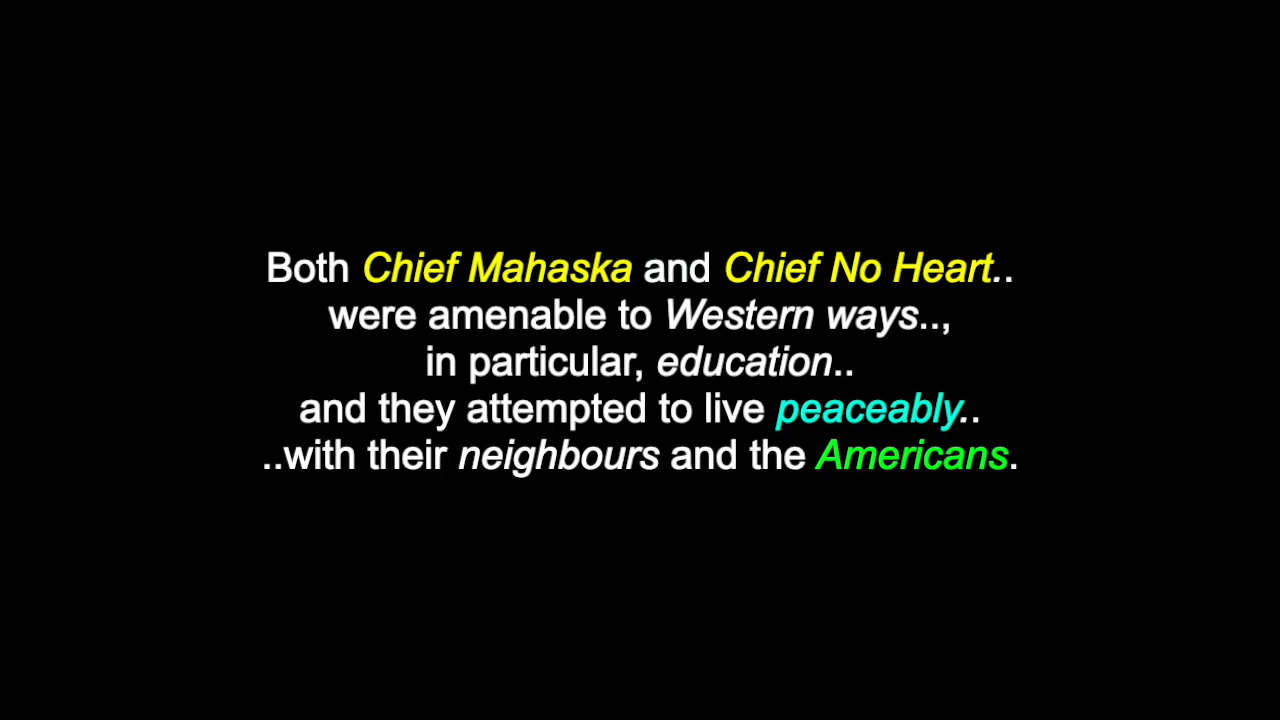 Both Chief Mahaska and Chief No Heart..
were amenable to Western ways..,
in particular, education..
and they attempted to live peaceably..
..with their neighbours and the Americans.